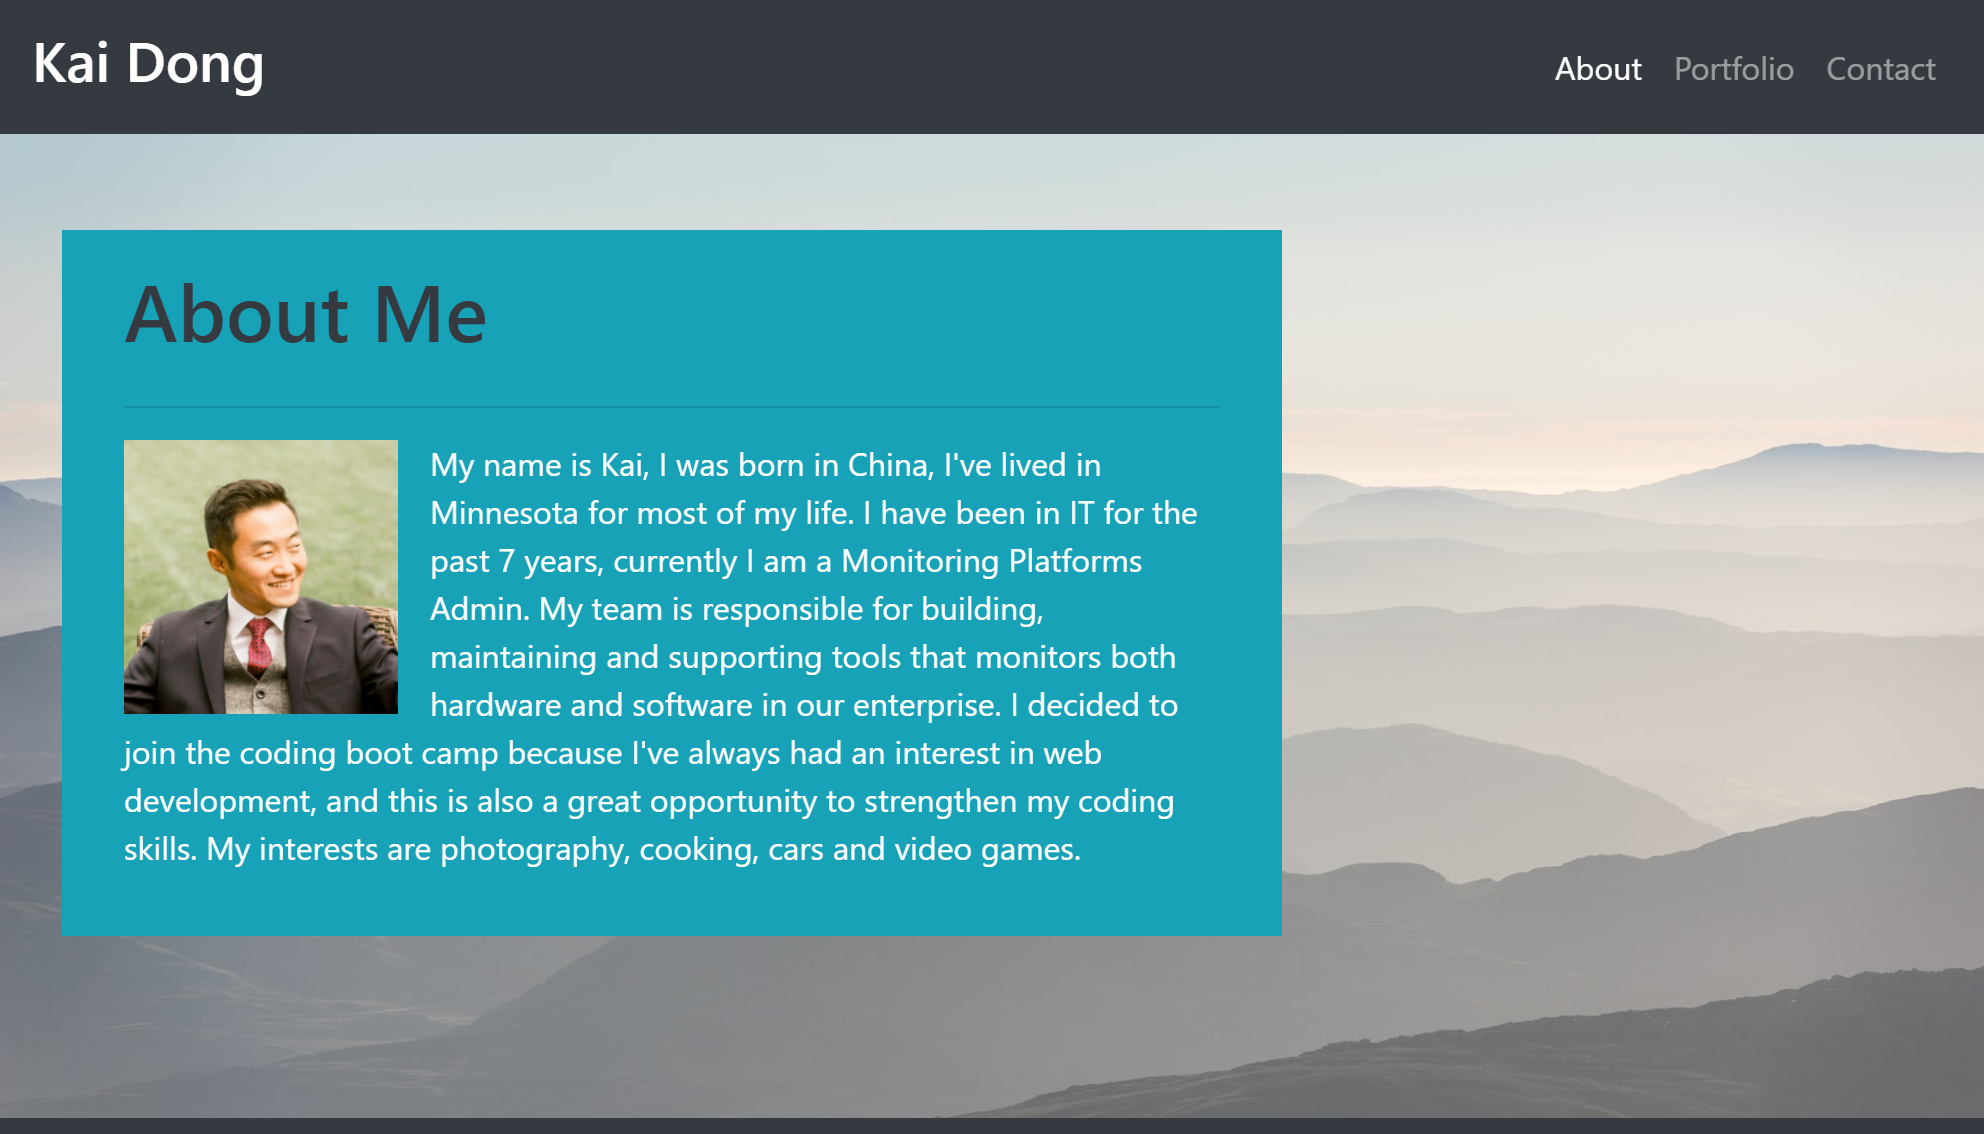 Kai Dong
About Portfolio Contact
About Me
My name is Kai, I was born in China, I've lived in
Minnesota for most of my life. I have been in IT for the
past 7 years, currently I am a Monitoring Platforms
Admin. My team is responsible for building,
maintaining and supporting tools that monitors both
hardware and software in our enterprise. I decided to
join the coding boot camp because I've always had an interest in web
development, and this is also a great opportunity to strengthen my coding
skills. My interests are photography, cooking, cars and video games.